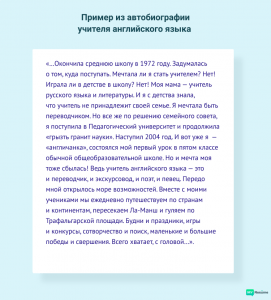 Пример из автобиографии
учителя английского языка
«...Окончила среднюю школу в 1972 году. Задумалась
о том, куда поступать. Мечтала ли я стать учителем? Нет!
Играла ли в детстве в школу? Нет! Моя мама — учитель
русского языка и литературы. И я с детства знала,
что учитель не принадлежит своей семье. Я мечтала быть
переводчиком. Но все же по решению семейного совета,
я поступила в Педагогический университет и продолжила
«грызть гранит науки». Наступил 2004 год. И вот уже я —
«англичанка», состоялся мой первый урок в пятом классе
обычной общеобразовательной школе. Но и мечта моя
тоже сбылась! Ведь учитель английского языка — это
и переводчик, и экскурсовод, и поэт, и певец. Передо
мной открылось море возможностей. Вместе с моими
учениками мы ежедневно путешествуем по странам
и континентам, пересекаем Ла-Манш и гуляем по
Трафальгарской площади. Будни и праздники, игры
и конкурсы, сотворчество и поиск, маленькие и большие
победы и свершения. Всего хватает, с головой...».